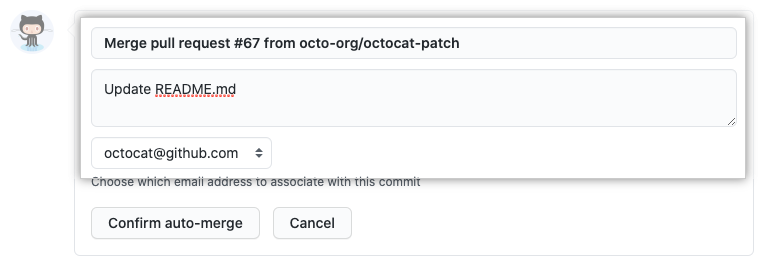 Merge pull request #67 from octo-org/octocat-patch
Update README.md
octocat@github.com
Choose which email address to associate with this commit
Confirm auto-merge
Cancel